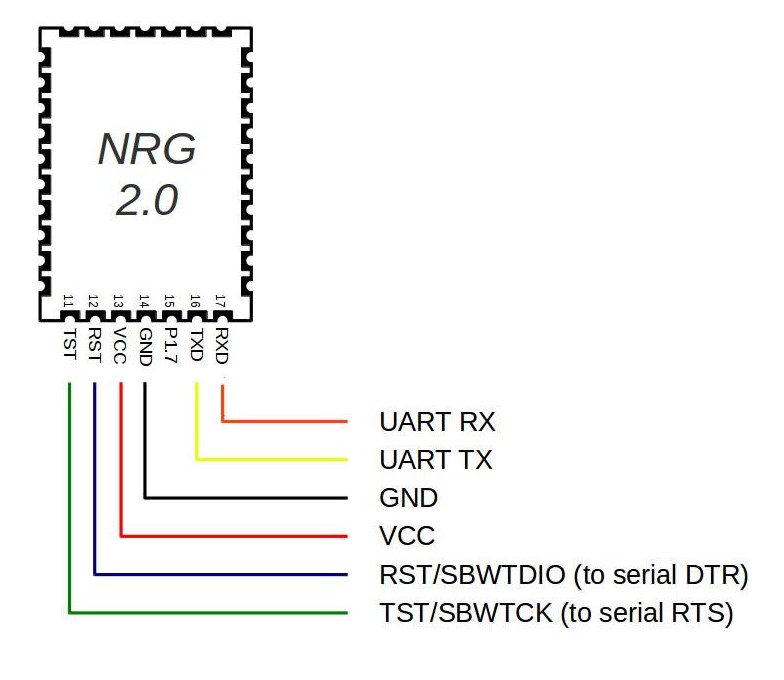 NRG
2.0
11 12 13 14 15 16 17
TST RST VCC GND P1.7 TXD RXD
UART RX
UART TX
GND
VCC
RST/SBWTDIO (to serial DTR)
TST/SBWTCK (to serial RTS)